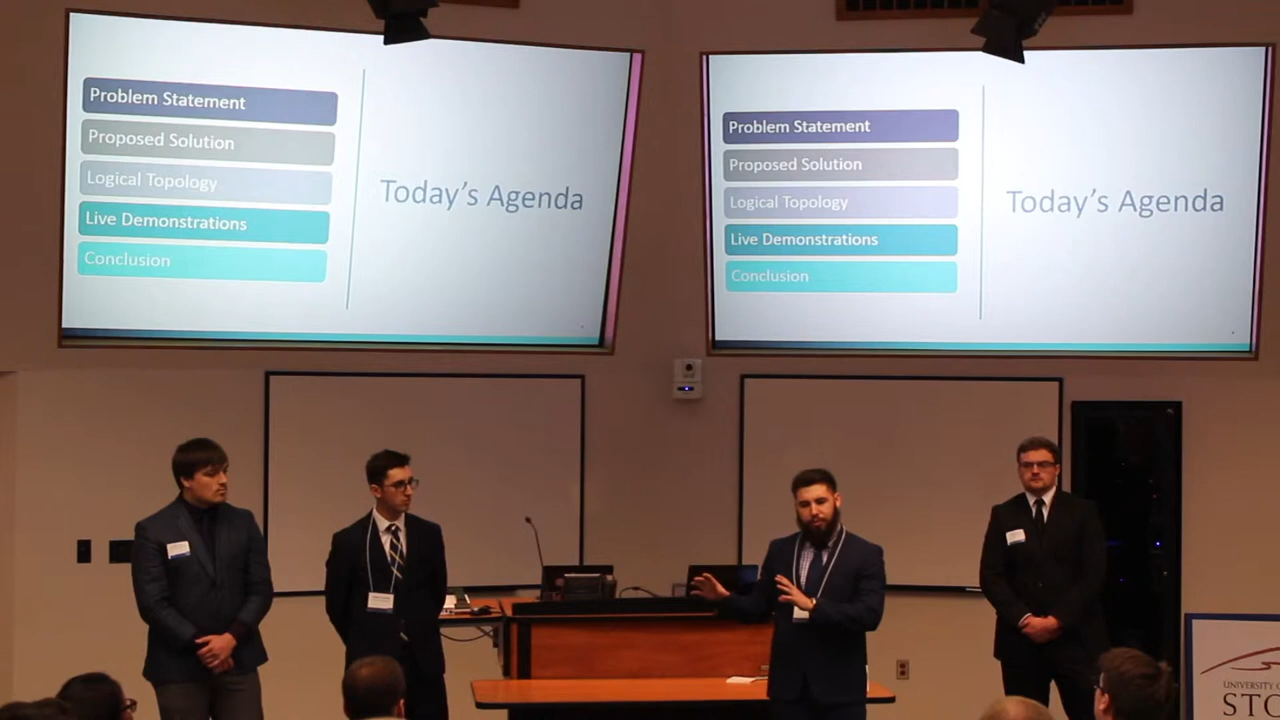 Problem Statement
Proposed Solution
Logical Topology
Live Demonstrations
Conclusion
Today's Agenda
Problem Statement
Proposed Solution
Logical Topology
Live Demonstrations
Conclusion
Today's Agenda
UNIVERSITY